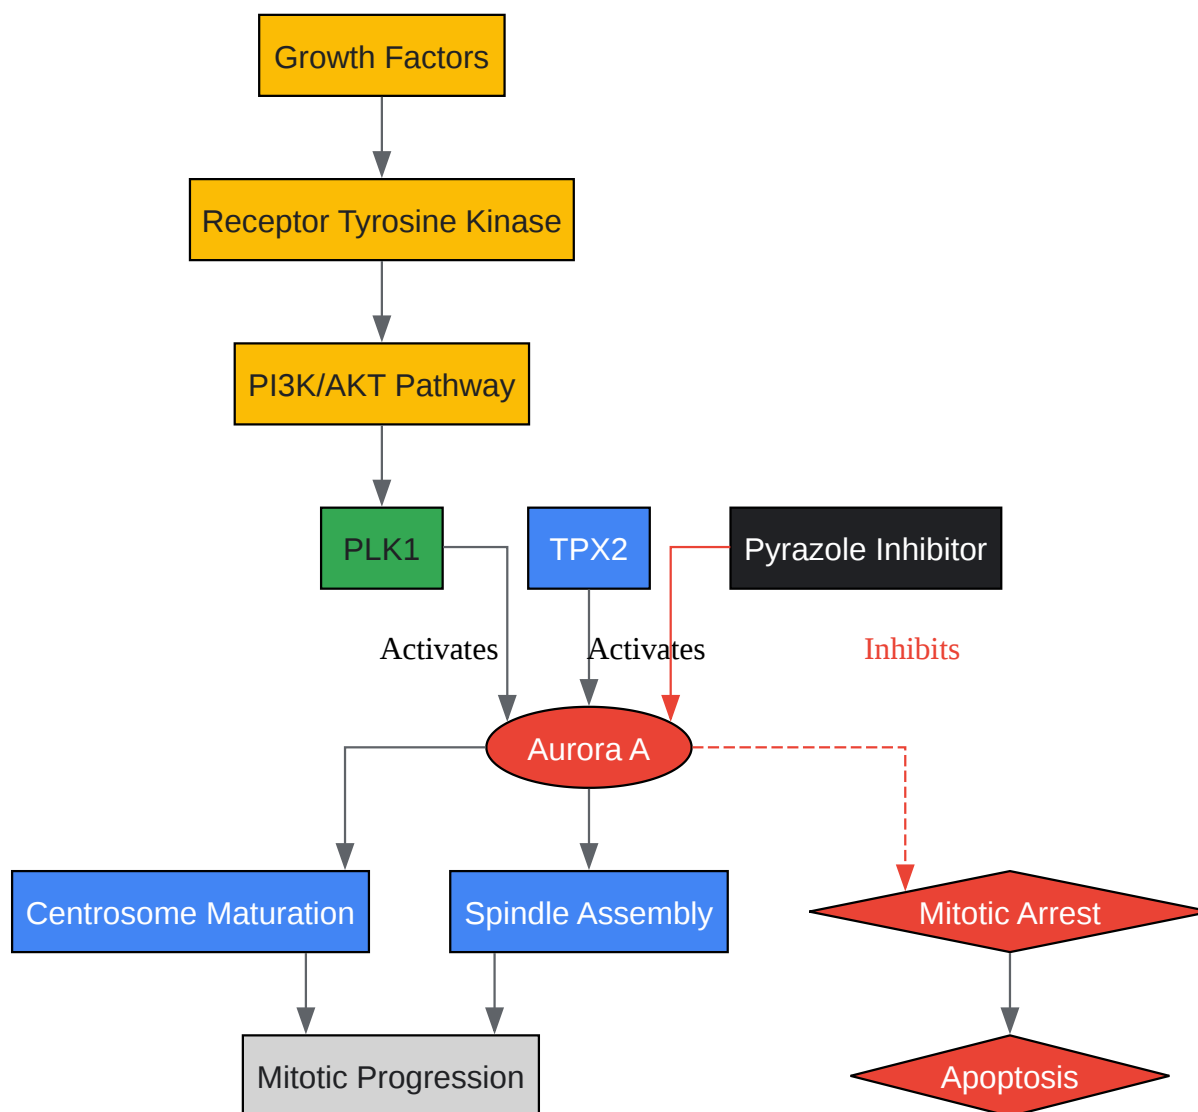 Growth Factors
Receptor Tyrosine Kinase
PI3K/AKT Pathway
PLK1
TPX2
Pyrazole Inhibitor
Activates
Activates
Inhibits
Aurora A
Centrosome Maturation
Spindle Assembly
Mitotic Arrest
Mitotic Progression
Apoptosis